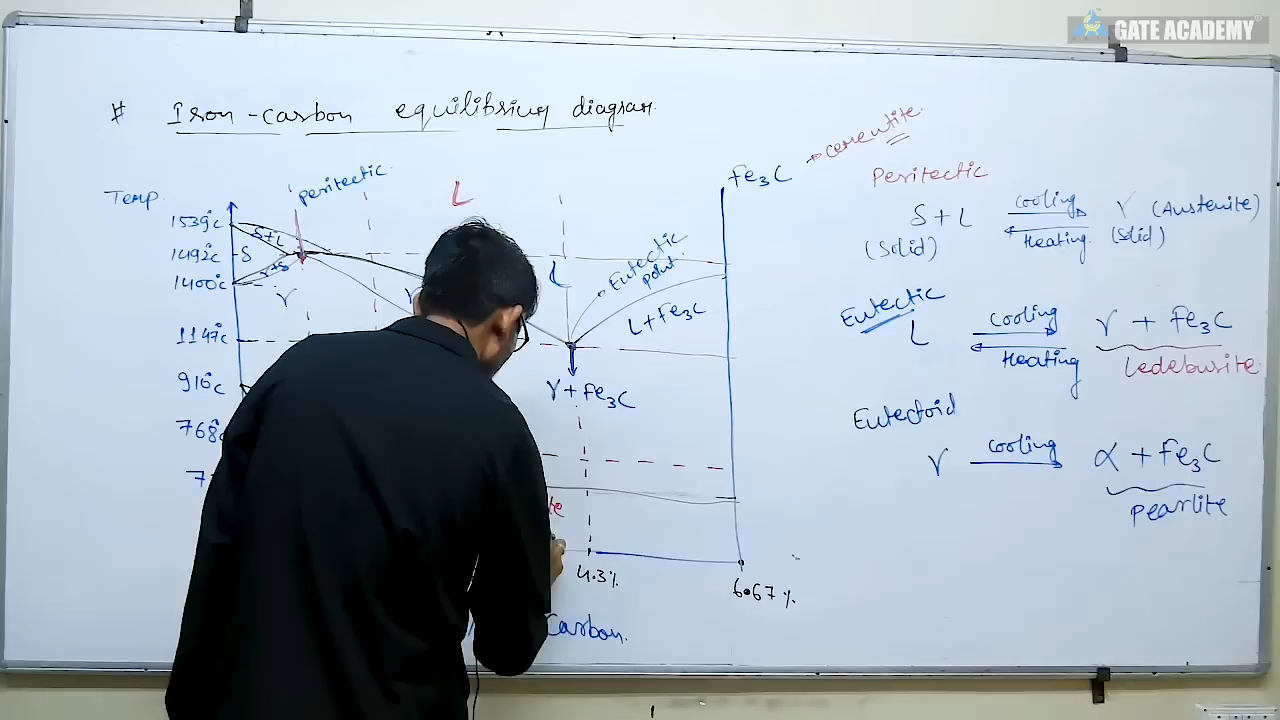 GATE ACADEMY
# Iron-carbon equilibrium diagram.
Temp.
1539°C
1492°C
1400°C
1147°C
910°C
768°
7
peritectic
L
δ+L
γ+δ
δ
γ
L
Eutectic point
L+Fe3C
γ+Fe3C
Fe3C → cementite
4.3%
6.67%
Carbon.
Peritectic
δ+L cooling γ (Austenite)
(Solid) Heating. (Solid)
Eutectic
L cooling γ + Fe3C
Heating Ledeburite
Eutectoid
γ cooling α + Fe3C
pearlite